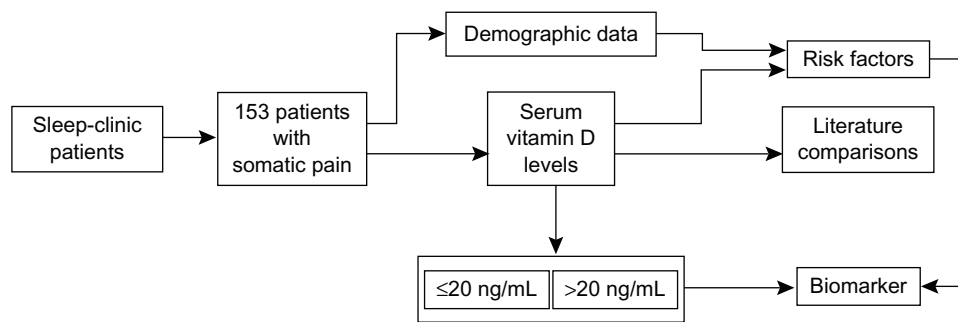 Demographic data
Risk factors
Sleep-clinic
patients
153 patients
with
somatic pain
Serum
vitamin D
levels
Literature
comparisons
≤20 ng/mL
>20 ng/mL
Biomarker